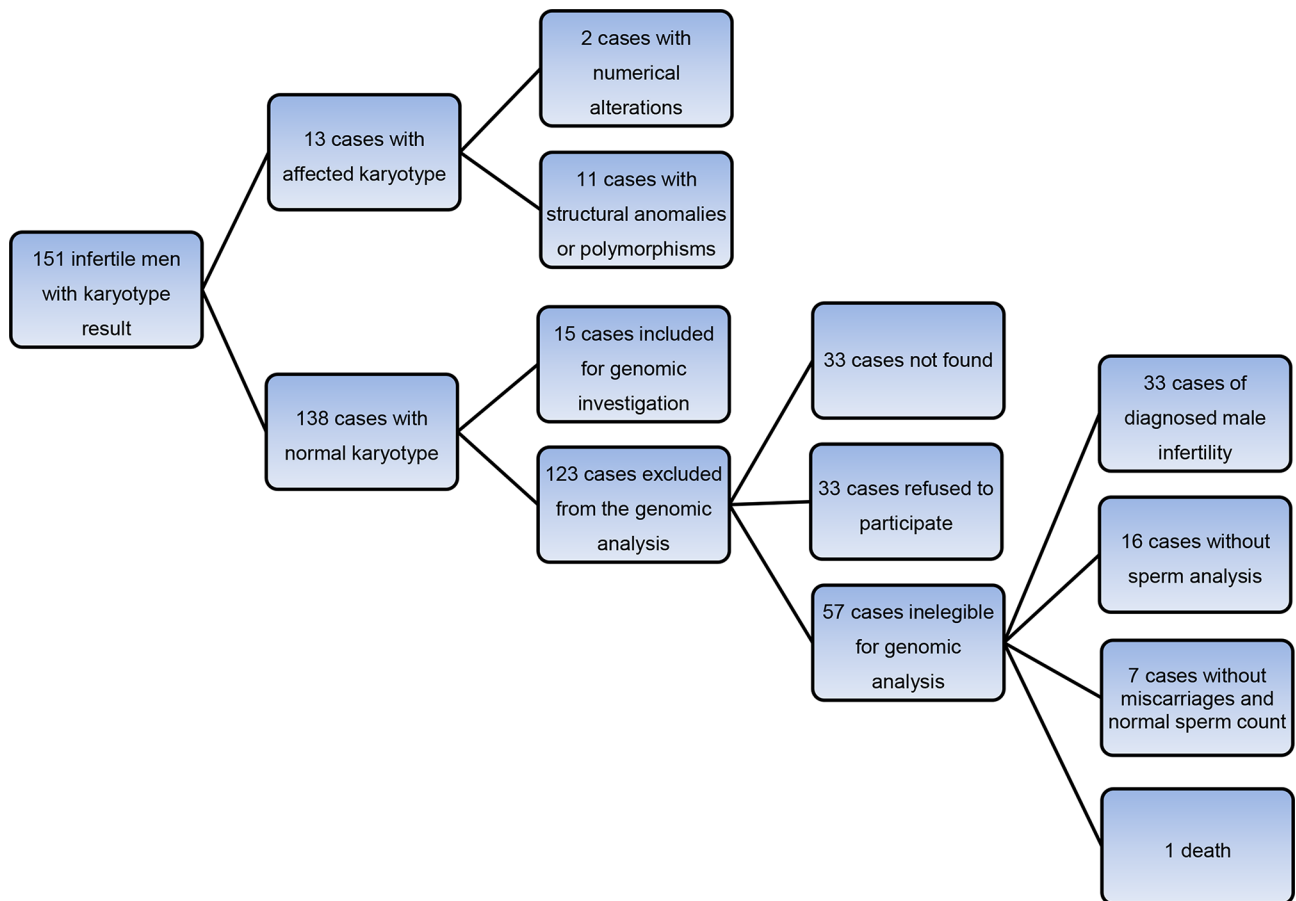 151 infertile men
with karyotype
result
13 cases with
affected karyotype
138 cases with
normal karyotype
2 cases with
numerical
alterations
11 cases with
structural anomalies
or polymorphisms
15 cases included
for genomic
investigation
123 cases excluded
from the genomic
analysis
33 cases not found
33 cases refused to
participate
57 cases inelegible
for genomic
analysis
33 cases of
diagnosed male
infertility
16 cases without
sperm analysis
7 cases without
miscarriages and
normal sperm count
1 death